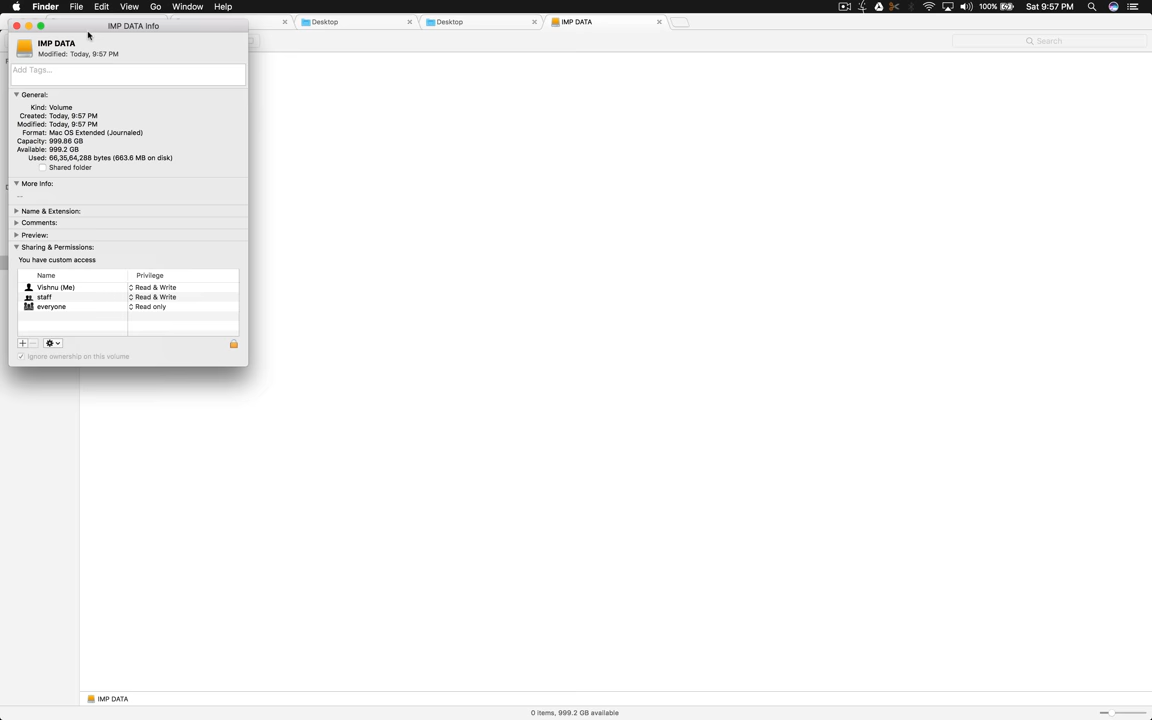 Finder File Edit View Go Window Help 100% Sat 9:57 PM
Desktop Desktop IMP DATA
IMP DATA Info
Search
IMP DATA
Modified: Today, 9:57 PM
Add Tags...
General:
Kind: Volume
Created: Today, 9:57 PM
Modified: Today, 9:57 PM
Format: Mac OS Extended (Journaled)
Capacity: 999.86 GB
Available: 999.2 GB
Used: 66,35,64,288 bytes (663.6 MB on disk)
Shared folder
More Info:
--
Name & Extension:
Comments:
Preview:
Sharing & Permissions:
You have custom access
Name Privilege
Vishnu (Me) Read & Write
staff Read & Write
everyone Read only
Ignore ownership on this volume
IMP DATA
0 items, 999.2 GB available